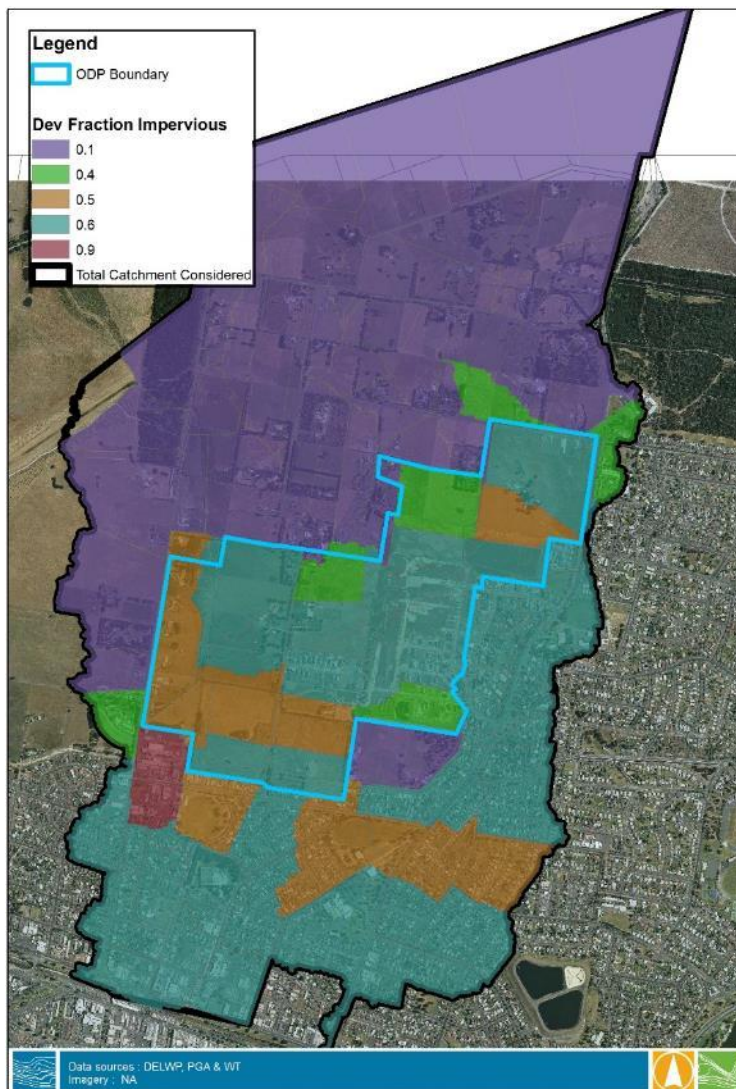 Legend
ODP Boundary
Dev Fraction Impervious
0.1
0.4
0.5
0.6
0.9
Total Catchment Considered
Data sources : DELWP, PGA & WT
Imagery : NA